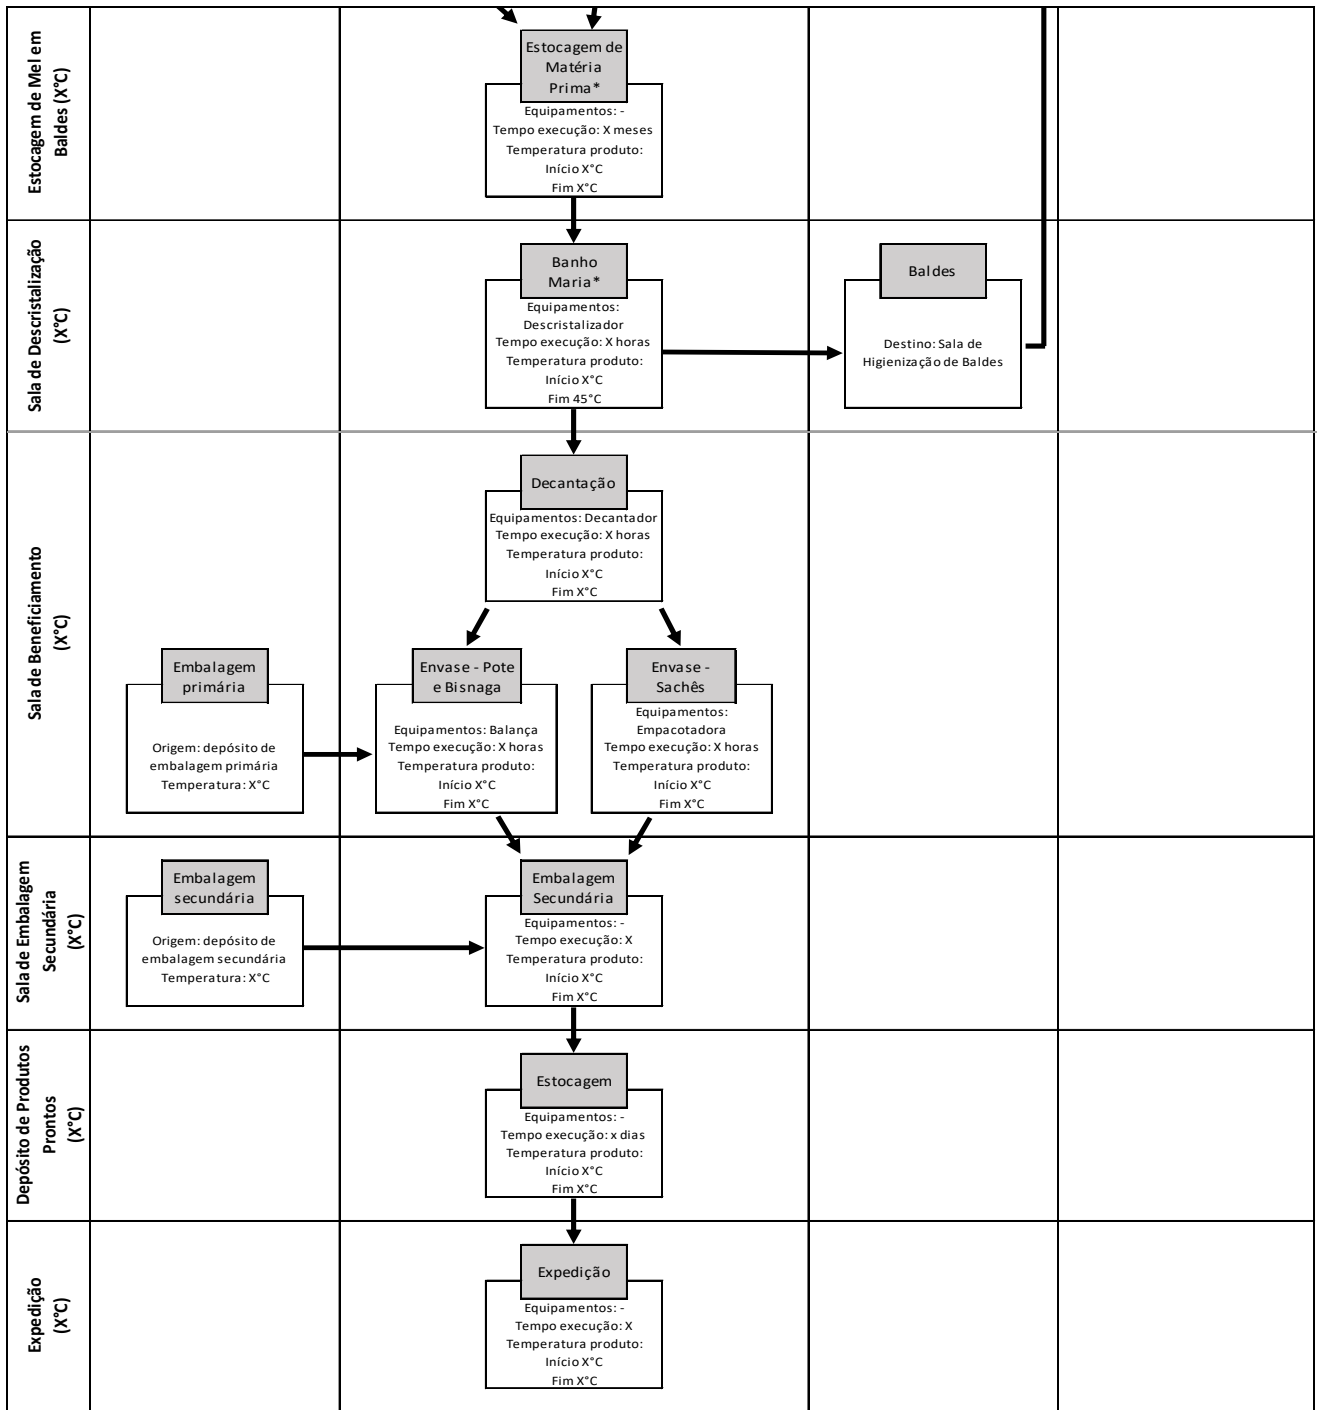 Estocagem de Mel em
Baldes (X°C)
Estocagem de
Matéria
Prima*
Equipamentos: -
Tempo execução: X meses
Temperatura produto:
Início X°C
Fim X°C
Sala de Descristalização
(X°C)
Banho
Maria*
Equipamentos:
Descristalizador
Tempo execução: X horas
Temperatura produto:
Início X°C
Fim 45°C
Baldes
Destino: Sala de
Higienização de Baldes
Sala de Beneficiamento
(X°C)
Decantação
Equipamentos: Decantador
Tempo execução: X horas
Temperatura produto:
Início X°C
Fim X°C
Embalagem
primária
Origem: depósito de
embalagem primária
Temperatura: X°C
Envase - Pote
e Bisnaga
Equipamentos: Balança
Tempo execução: X horas
Temperatura produto:
Início X°C
Fim X°C
Envase -
Sachês
Equipamentos:
Empacotadora
Tempo execução: X horas
Temperatura produto:
Início X°C
Fim X°C
Sala de Embalagem
Secundária
(X°C)
Embalagem
secundária
Origem: depósito de
embalagem secundária
Temperatura: X°C
Embalagem
Secundária
Equipamentos: -
Tempo execução: X
Temperatura produto:
Início X°C
Fim X°C
Depósito de Produtos
Prontos
(X°C)
Estocagem
Equipamentos: -
Tempo execução: x dias
Temperatura produto:
Início X°C
Fim X°C
Expedição
(X°C)
Expedição
Equipamentos: -
Tempo execução: X
Temperatura produto:
Início X°C
Fim X°C